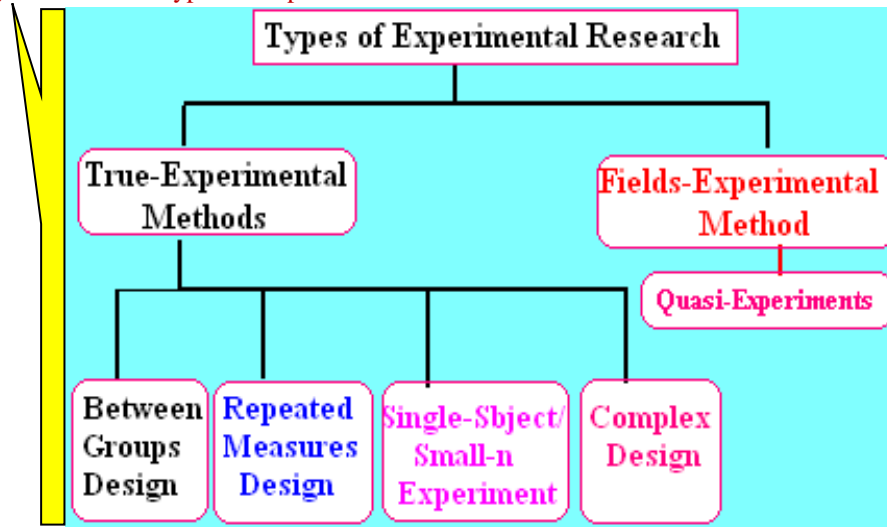 Types of Experimental Research
True-Experimental
Methods
Fields-Experimental
Method
Quasi-Experiments
Between
Groups
Design
Repeated
Measures
Design
Single-Sbject/
Small-n
Experiment
Complex
Design